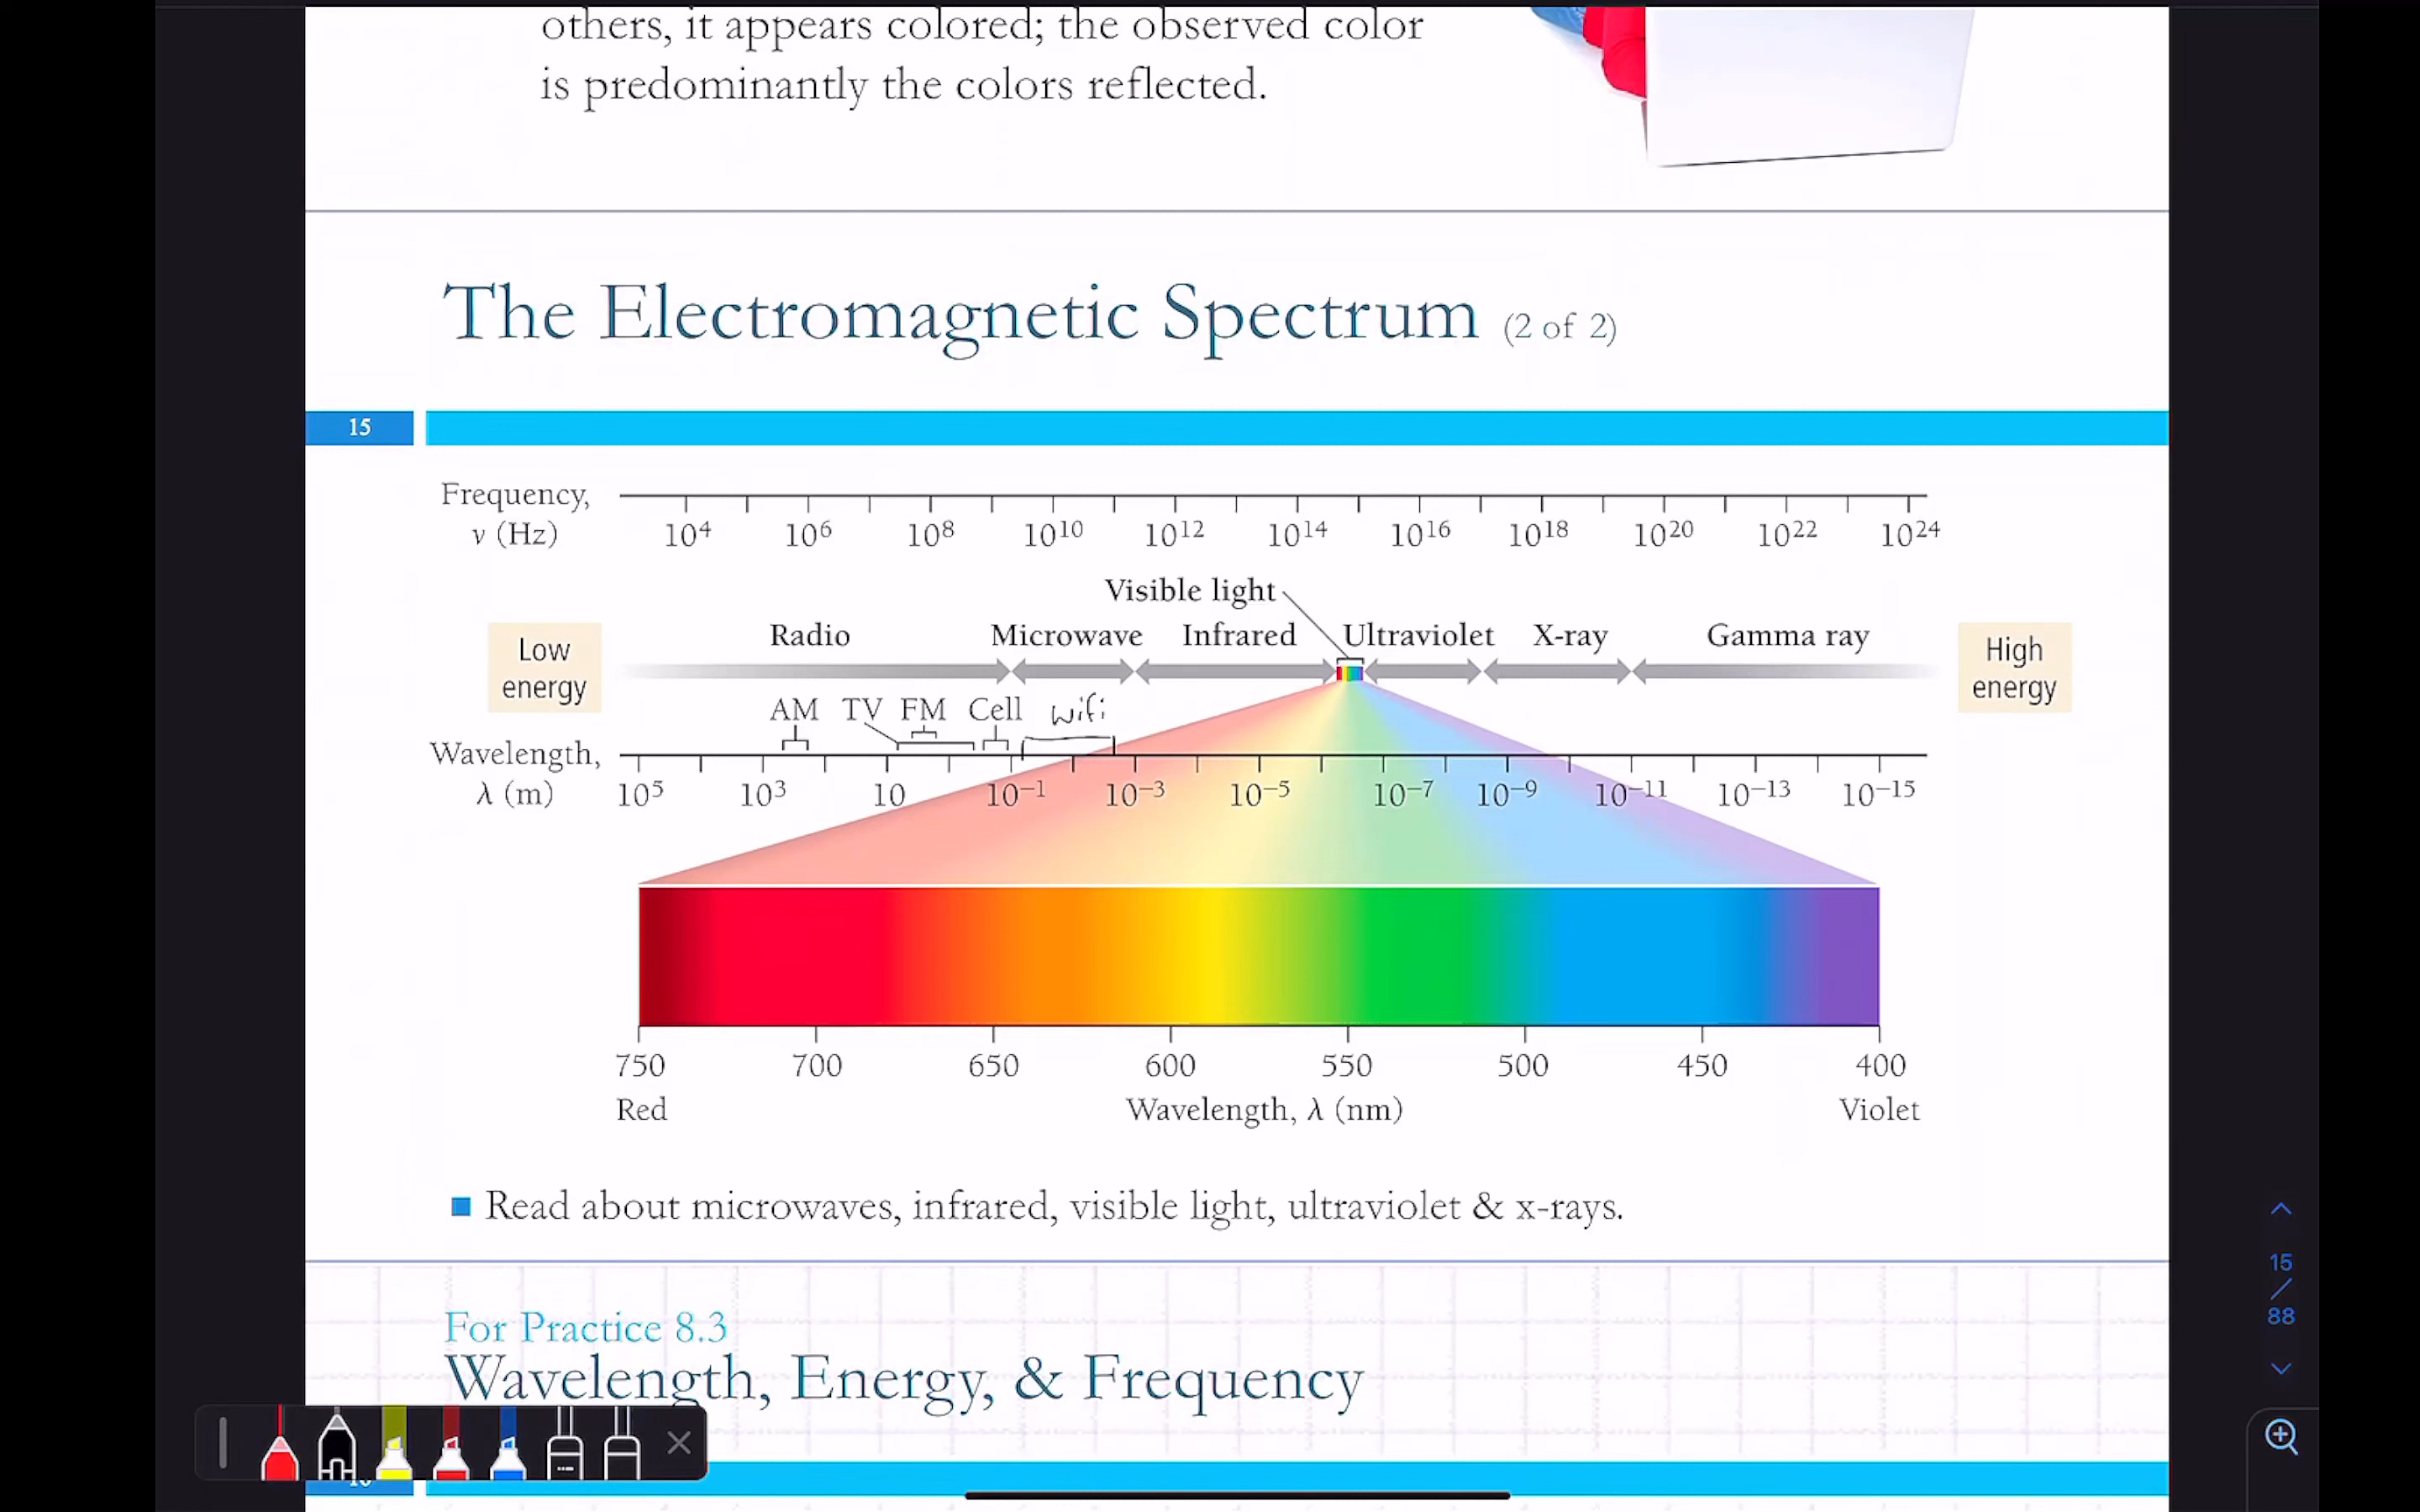 others, it appears colored; the observed color
is predominantly the colors reflected.
The Electromagnetic Spectrum (2 of 2)
15
Frequency,
ν (Hz)
10⁴ 10⁶ 10⁸ 10¹⁰ 10¹² 10¹⁴ 10¹⁶ 10¹⁸ 10²⁰ 10²² 10²⁴
Visible light
Radio Microwave Infrared Ultraviolet X-ray Gamma ray
Low
energy
High
energy
AM TV FM Cell wifi
Wavelength,
λ (m)
10⁵ 10³ 10 10⁻¹ 10⁻³ 10⁻⁵ 10⁻⁷ 10⁻⁹ 10⁻¹¹ 10⁻¹³ 10⁻¹⁵
750 700 650 600 550 500 450 400
Red Wavelength, λ (nm) Violet
Read about microwaves, infrared, visible light, ultraviolet & x-rays.
15
/
88
For Practice 8.3
Wavelength, Energy, & Frequency